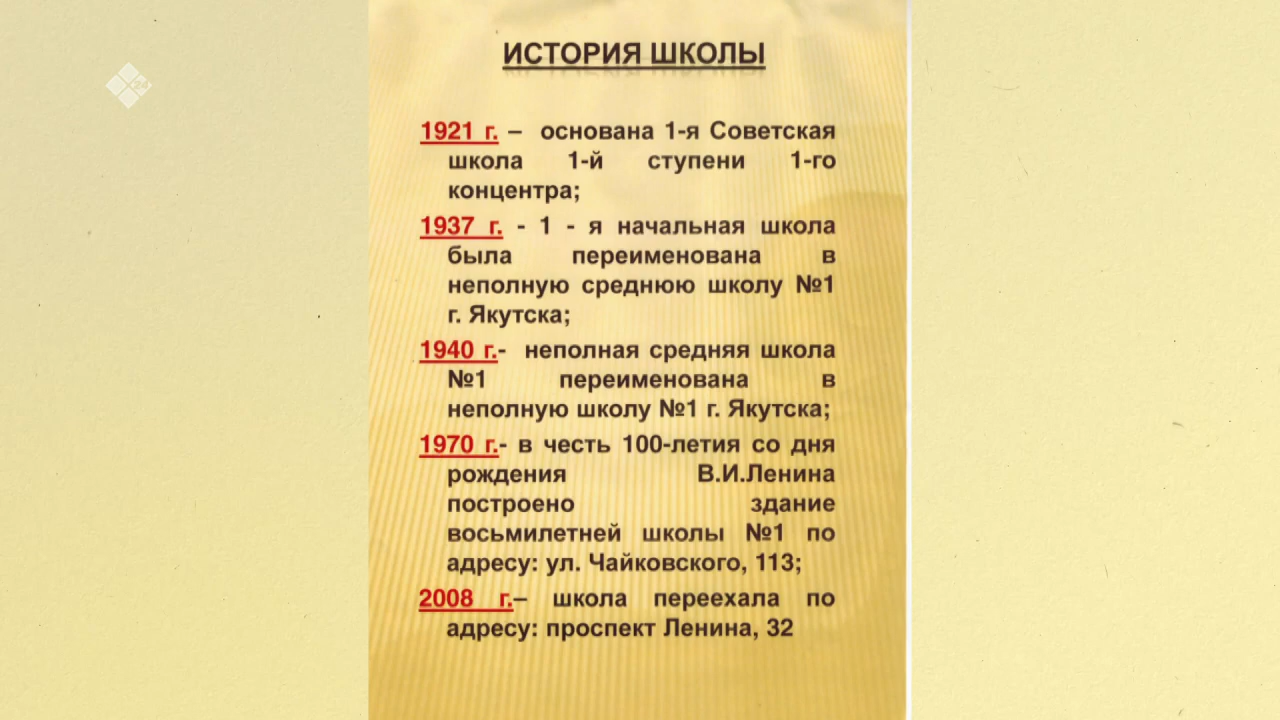 ИСТОРИЯ ШКОЛЫ
1921 г. – основана 1-я Советская
школа 1-й ступени 1-го
концентра;
1937 г. - 1 - я начальная школа
была переименована в
неполную среднюю школу №1
г. Якутска;
1940 г.- неполная средняя школа
№1 переименована в
неполную школу №1 г. Якутска;
1970 г.- в честь 100-летия со дня
рождения В.И.Ленина
построено здание
восьмилетней школы №1 по
адресу: ул. Чайковского, 113;
2008 г.– школа переехала по
адресу: проспект Ленина, 32